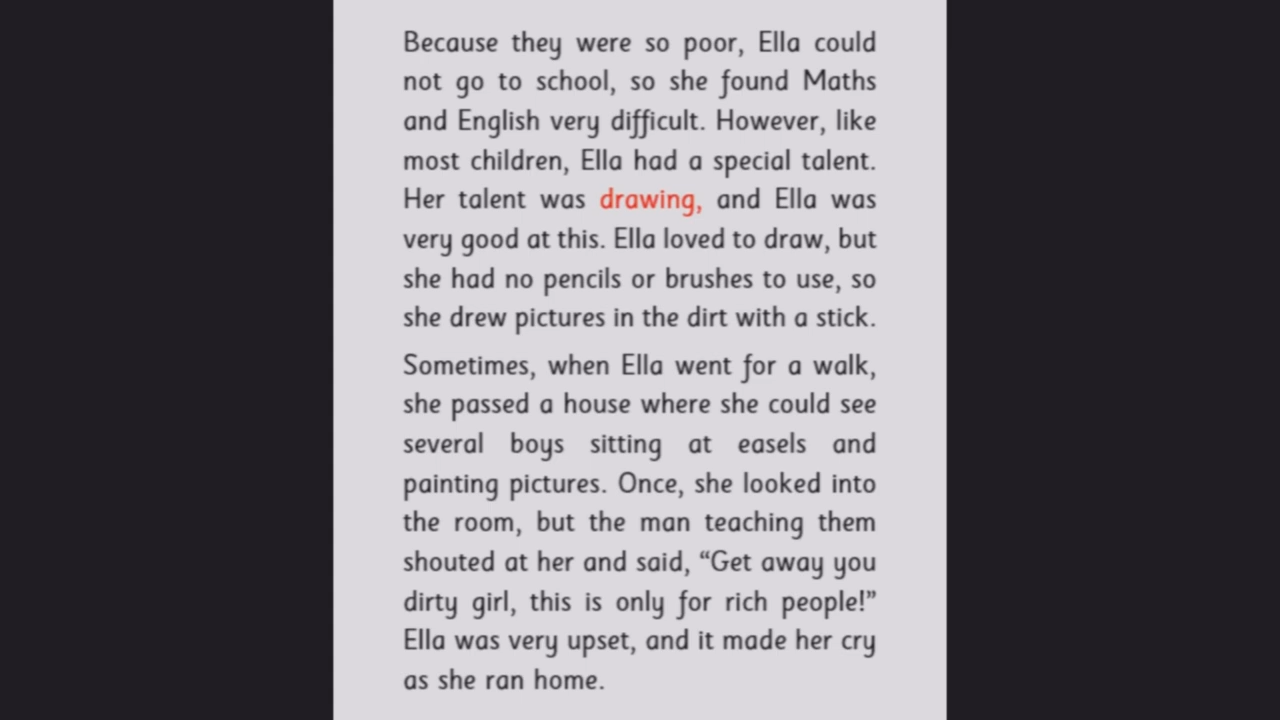 Because they were so poor, Ella could
not go to school, so she found Maths
and English very difficult. However, like
most children, Ella had a special talent.
Her talent was drawing, and Ella was
very good at this. Ella loved to draw, but
she had no pencils or brushes to use, so
she drew pictures in the dirt with a stick.
Sometimes, when Ella went for a walk,
she passed a house where she could see
several boys sitting at easels and
painting pictures. Once, she looked into
the room, but the man teaching them
shouted at her and said, “Get away you
dirty girl, this is only for rich people!”
Ella was very upset, and it made her cry
as she ran home.